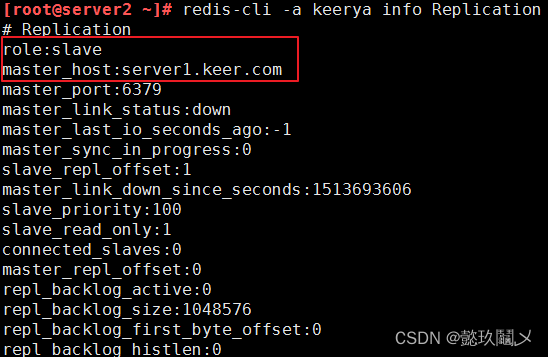 [root@server2 ~]# redis-cli -a keerya info Replication
# Replication
role:slave
master_host:server1.keer.com
master_port:6379
master_link_status:down
master_last_io_seconds_ago:-1
master_sync_in_progress:0
slave_repl_offset:1
master_link_down_since_seconds:1513693606
slave_priority:100
slave_read_only:1
connected_slaves:0
master_repl_offset:0
repl_backlog_active:0
repl_backlog_size:1048576
repl_backlog_first_byte_offset:0
repl_backlog_histlen:0
CSDN @懿玖鬭乄